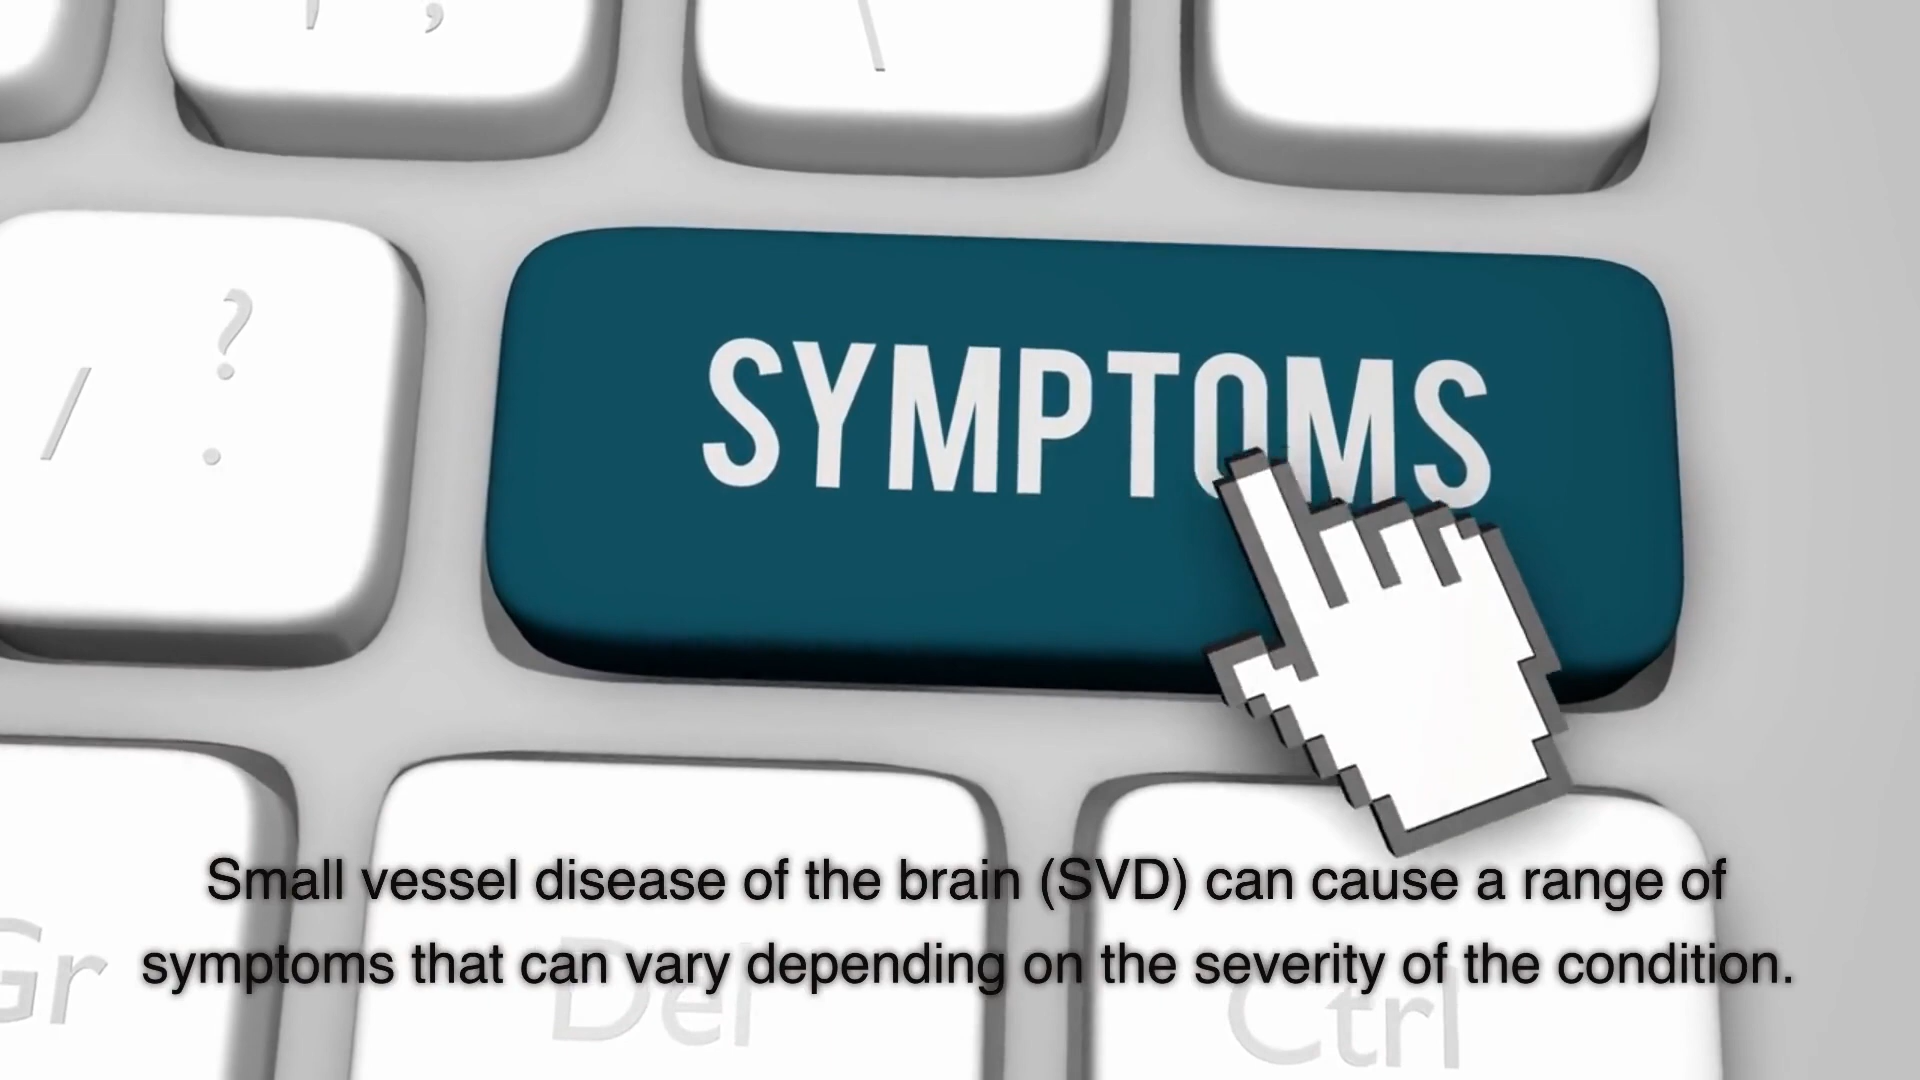 \
/ ?
.
SYMPTOMS
Small vessel disease of the brain (SVD) can cause a range of
symptoms that can vary depending on the severity of the condition.
Gr Del Ctrl